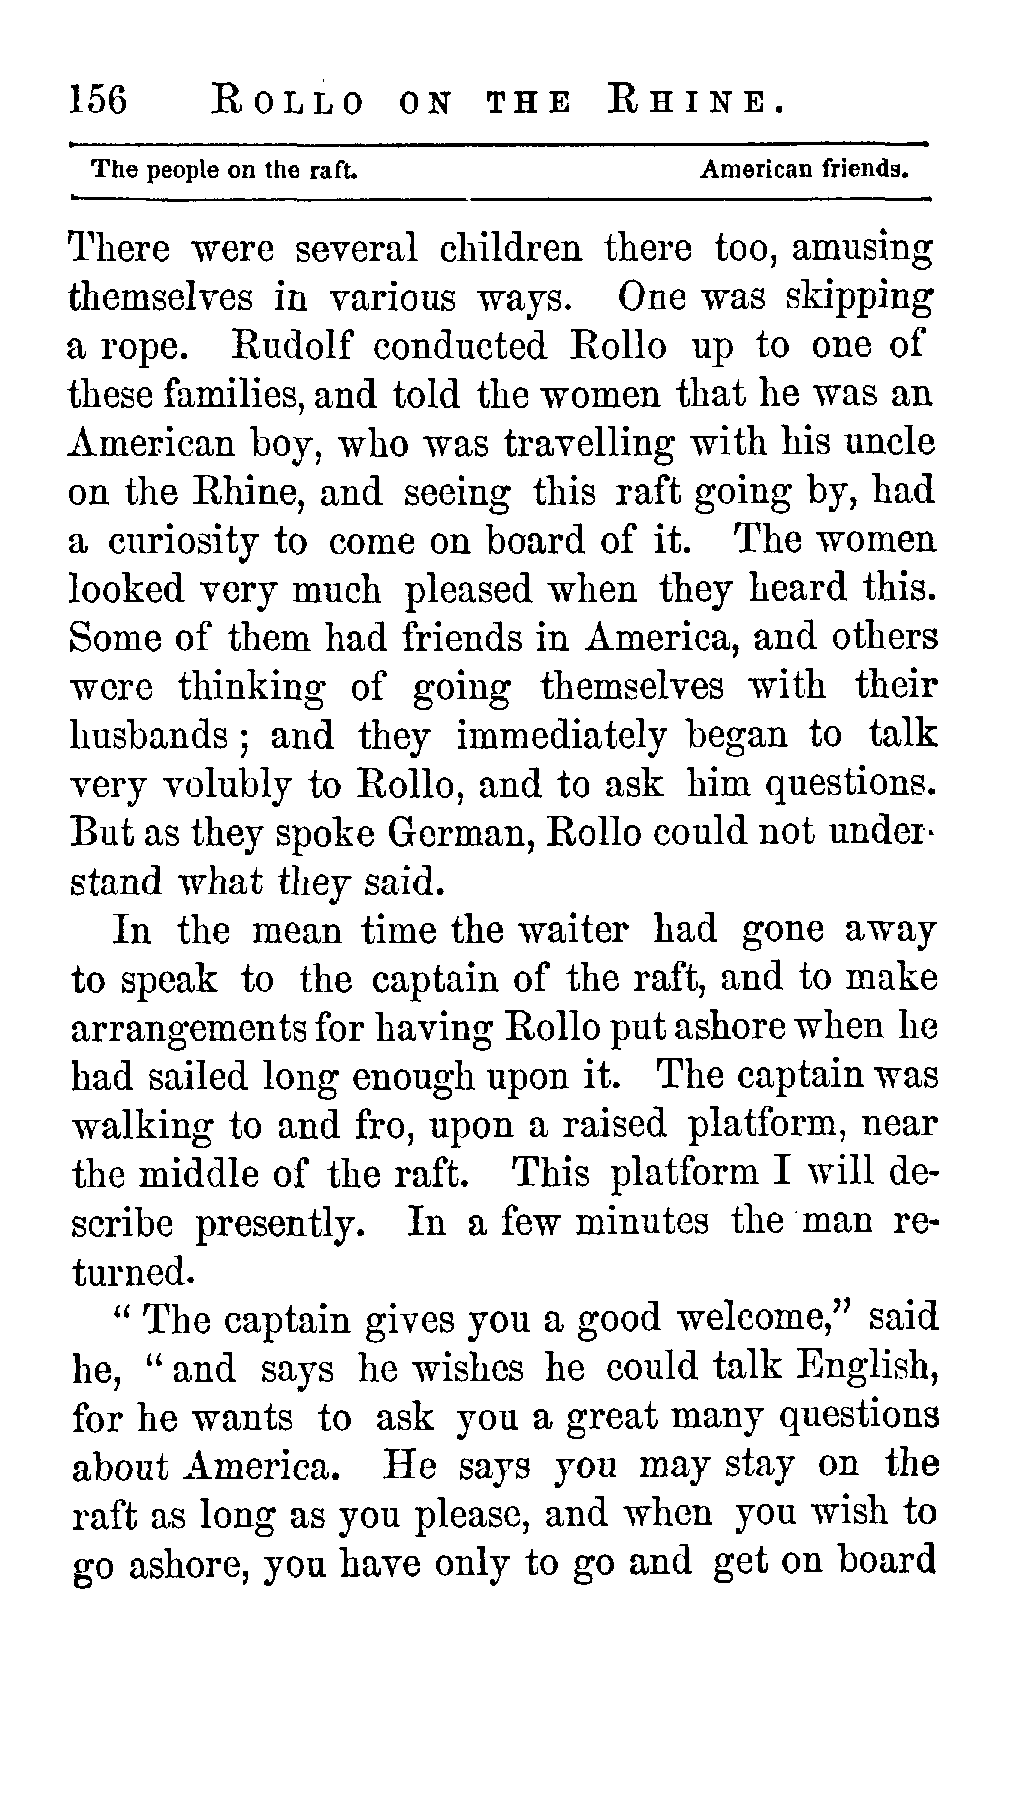 156 ROLLO ON THE RHINE.
The people on the raft. American friends.
There were several children there too, amusing
themselves in various ways. One was skipping
a rope. Rudolf conducted Rollo up to one of
these families, and told the women that he was an
American boy, who was travelling with his uncle
on the Rhine, and seeing this raft going by, had
a curiosity to come on board of it. The women
looked very much pleased when they heard this.
Some of them had friends in America, and others
were thinking of going themselves with their
husbands ; and they immediately began to talk
very volubly to Rollo, and to ask him questions.
But as they spoke German, Rollo could not under-
stand what they said.
In the mean time the waiter had gone away
to speak to the captain of the raft, and to make
arrangements for having Rollo put ashore when he
had sailed long enough upon it. The captain was
walking to and fro, upon a raised platform, near
the middle of the raft. This platform I will de-
scribe presently. In a few minutes the man re-
turned.
“ The captain gives you a good welcome,” said
he, “ and says he wishes he could talk English,
for he wants to ask you a great many questions
about America. He says you may stay on the
raft as long as you please, and when you wish to
go ashore, you have only to go and get on board